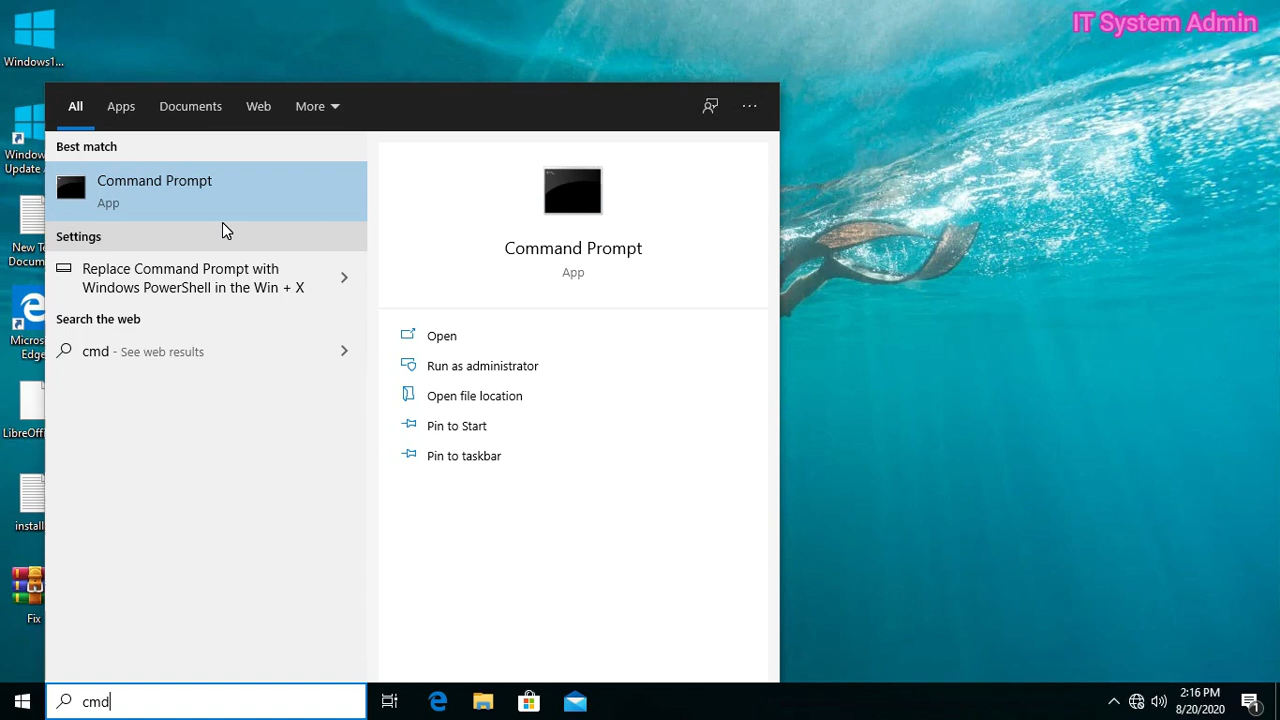 IT System Admin
Windows1...
Window
Update A
New Te
Docum
Micros
Edge
LibreOffi
install
Fix
All
Apps
Documents
Web
More
Best match
Command Prompt
App
Settings
Replace Command Prompt with
Windows PowerShell in the Win + X
Search the web
cmd - See web results
Command Prompt
App
Open
Run as administrator
Open file location
Pin to Start
Pin to taskbar
cmd
2:16 PM
8/20/2020
1